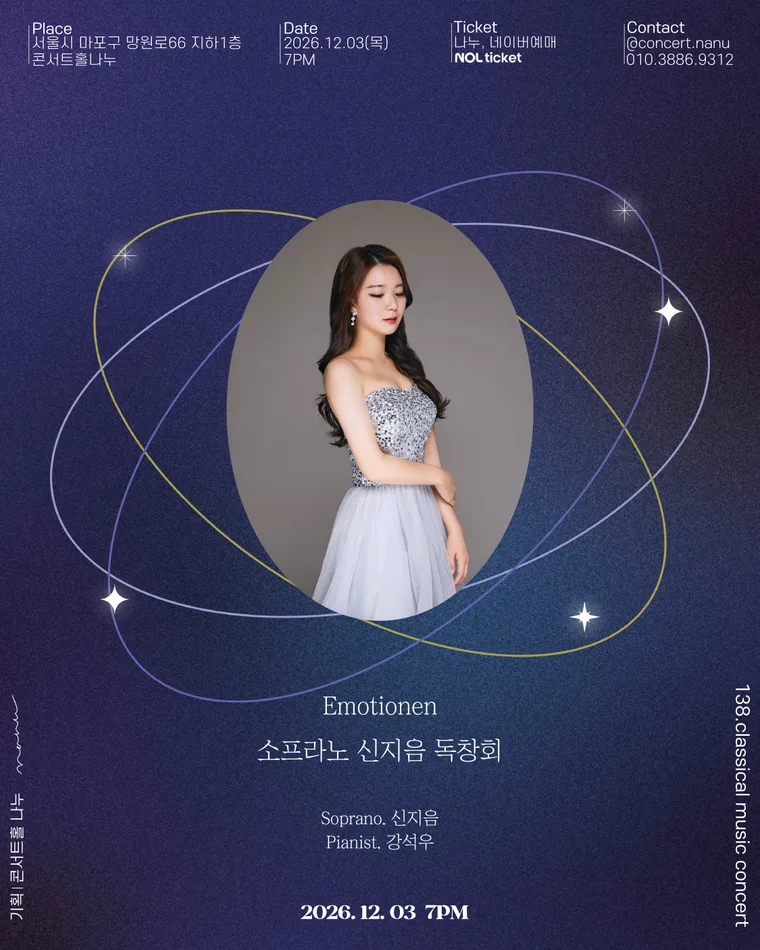 Place
서울시 마포구 망원로66 지하1층
콘서트홀나누
Date
2026.12.03(목)
7PM
Ticket
나누, 네이버예매
NOL ticket
Contact
@concert.nanu
010.3886.9312
Emotionen
소프라노 신지음 독창회
Soprano. 신지음
Pianist. 강석우
2026. 12. 03 7PM
기획 | 콘서트홀 나누
nanu
138.classical music concert